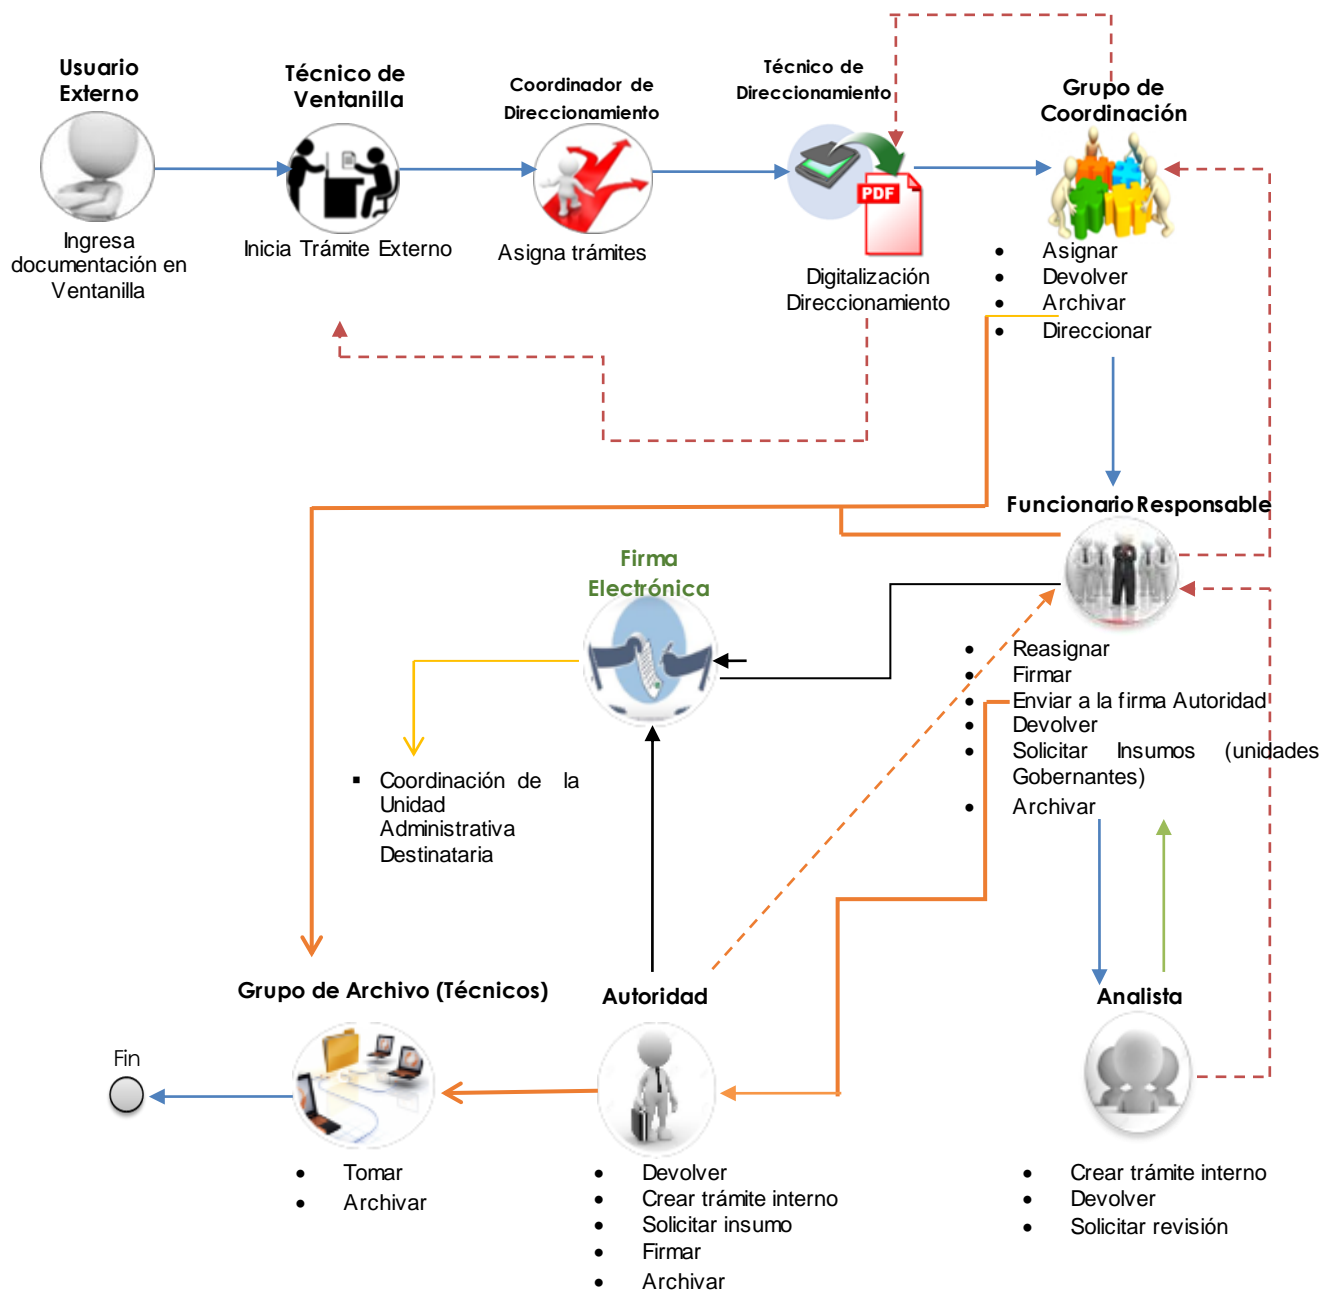 Usuario
Externo
Técnico de
Ventanilla
Coordinador de
Direccionamiento
Técnico de
Direccionamiento
Grupo de
Coordinación
PDF
Ingresa
documentación en
Ventanilla
Inicia Trámite Externo
Asigna trámites
Digitalización
Direccionamiento
• Asignar
• Devolver
• Archivar
• Direccionar
Funcionario Responsable
Firma
Electrónica
• Reasignar
• Firmar
• Enviar a la firma Autoridad
• Devolver
• Solicitar Insumos (unidades
Gobernantes)
• Archivar
▪ Coordinación de la
Unidad
Administrativa
Destinataria
Grupo de Archivo (Técnicos)
Autoridad
Analista
Fin
• Tomar
• Archivar
• Devolver
• Crear trámite interno
• Solicitar insumo
• Firmar
• Archivar
• Crear trámite interno
• Devolver
• Solicitar revisión